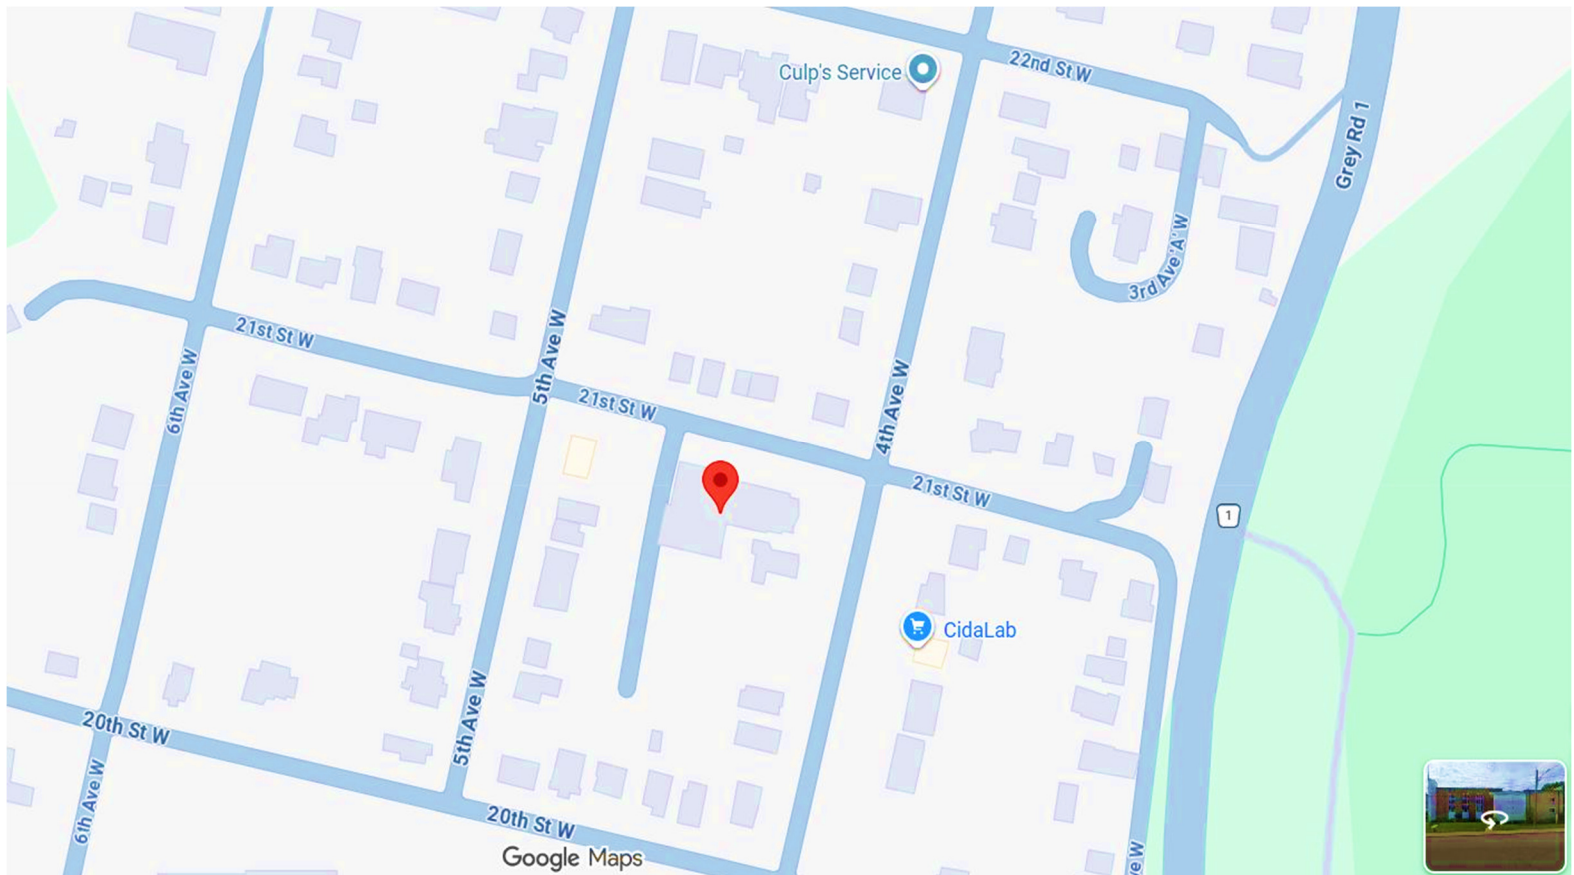 22nd St W
Culp's Service
Grey Rd 1
3rd Ave 'A' W
21st St W
5th Ave W
6th Ave W
21st St W
4th Ave W
21st St W
1
CidaLab
5th Ave W
20th St W
6th Ave W
20th St W
ve W
Google Maps